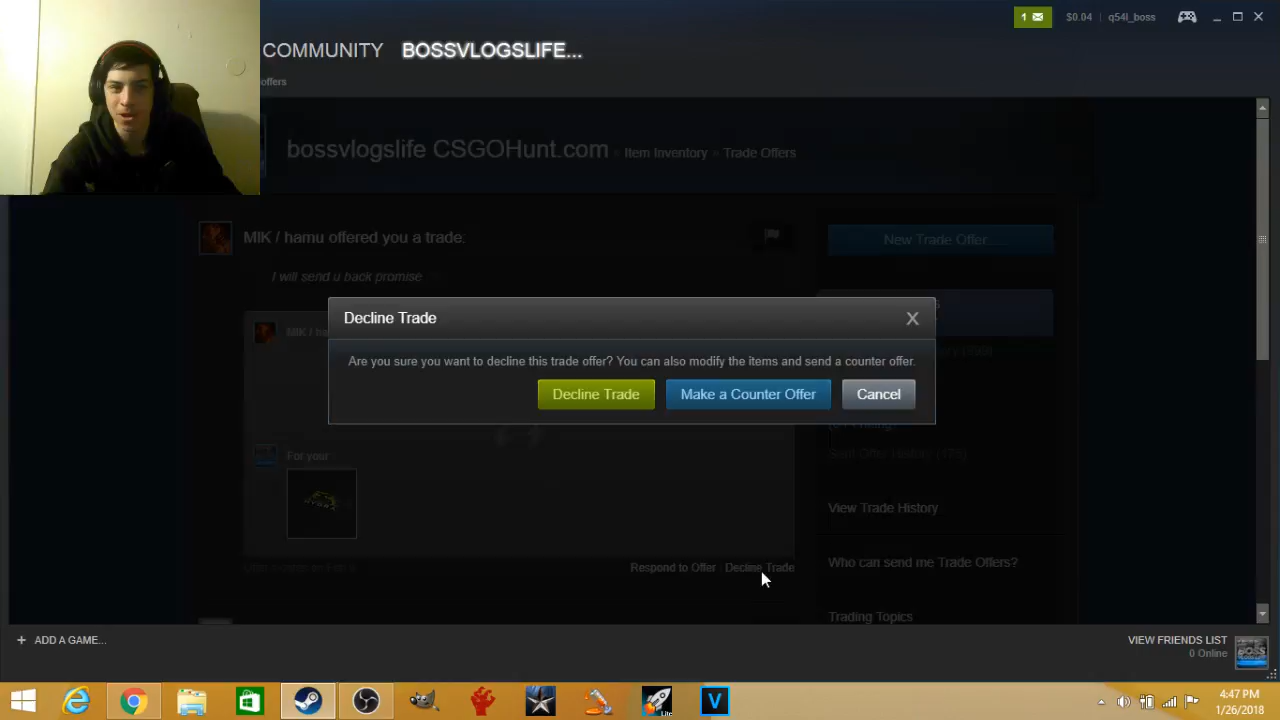 1
$0.04
q54l_boss
COMMUNITY
BOSSVLOGSLIFE...
offers
bossvlogslife CSGOHunt.com » Item Inventory » Trade Offers
MIK / hamu offered you a trade:
New Trade Offer...
I will send u back promise
Decline Trade
X
MIK / ha
Are you sure you want to decline this trade offer? You can also modify the items and send a counter offer.
Decline Trade
Make a Counter Offer
Cancel
For your
View Trade History
Respond to Offer
Decline Trade
Who can send me Trade Offers?
Trading Topics
+ ADD A GAME...
VIEW FRIENDS LIST
0 Online
BOSS
Lite
V
4:47 PM
1/26/2018